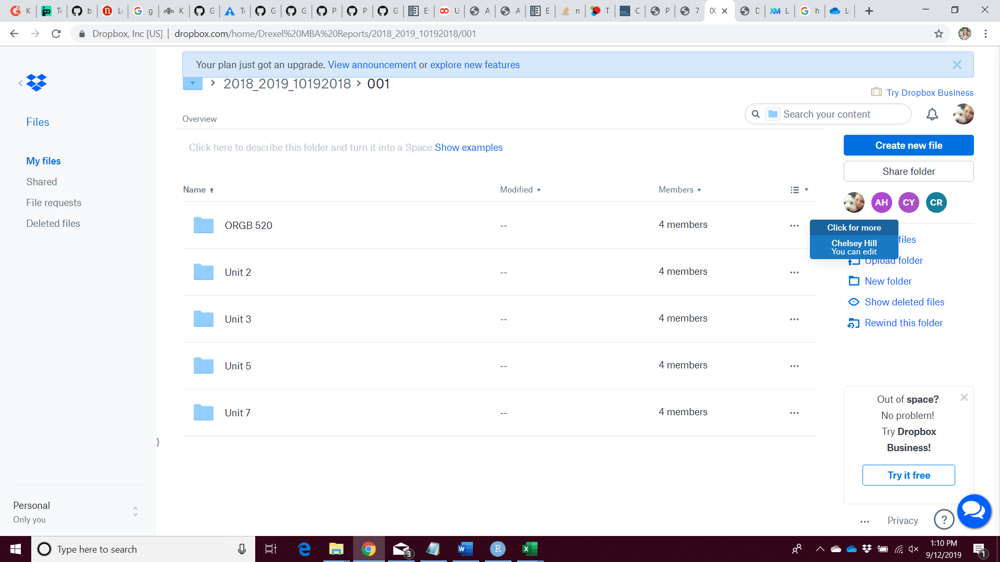 K
Te
b
Le
g
K
G
Te
G
G
P
P
G
E
U
A
A
E
n
T
C
P
7
00
D
XM
L
h
L
Dropbox, Inc [US] | dropbox.com/home/Drexel%20MBA%20Reports/2018_2019_10192018/001
Your plan just got an upgrade. View announcement or explore new features
2018_2019_10192018 › 001
Try Dropbox Business
Search your content
Files
Overview
Click here to describe this folder and turn it into a Space Show examples
Create new file
Share folder
My files
Shared
File requests
Deleted files
Name
Modified
Members
AH
CY
CR
ORGB 520 -- 4 members
Unit 2 -- 4 members
Unit 3 -- 4 members
Unit 5 -- 4 members
Unit 7 -- 4 members
Click for more
Chelsey Hill
You can edit
files
Upload folder
New folder
Show deleted files
Rewind this folder
Out of space?
No problem!
Try Dropbox
Business!
Try it free
}
Personal
Only you
Privacy
?
Type here to search
3
1:10 PM
9/12/2019
1